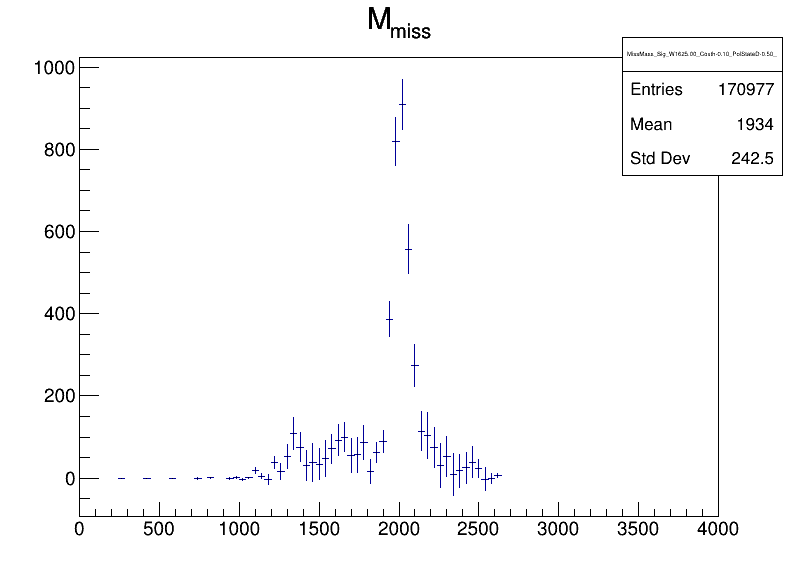 M_miss
MissMass_Sig_W1625.00_Costh-0.10_PolStateD-0.50_
Entries 170977
Mean 1934
Std Dev 242.5
1000
800
600
400
200
0
0 500 1000 1500 2000 2500 3000 3500 4000